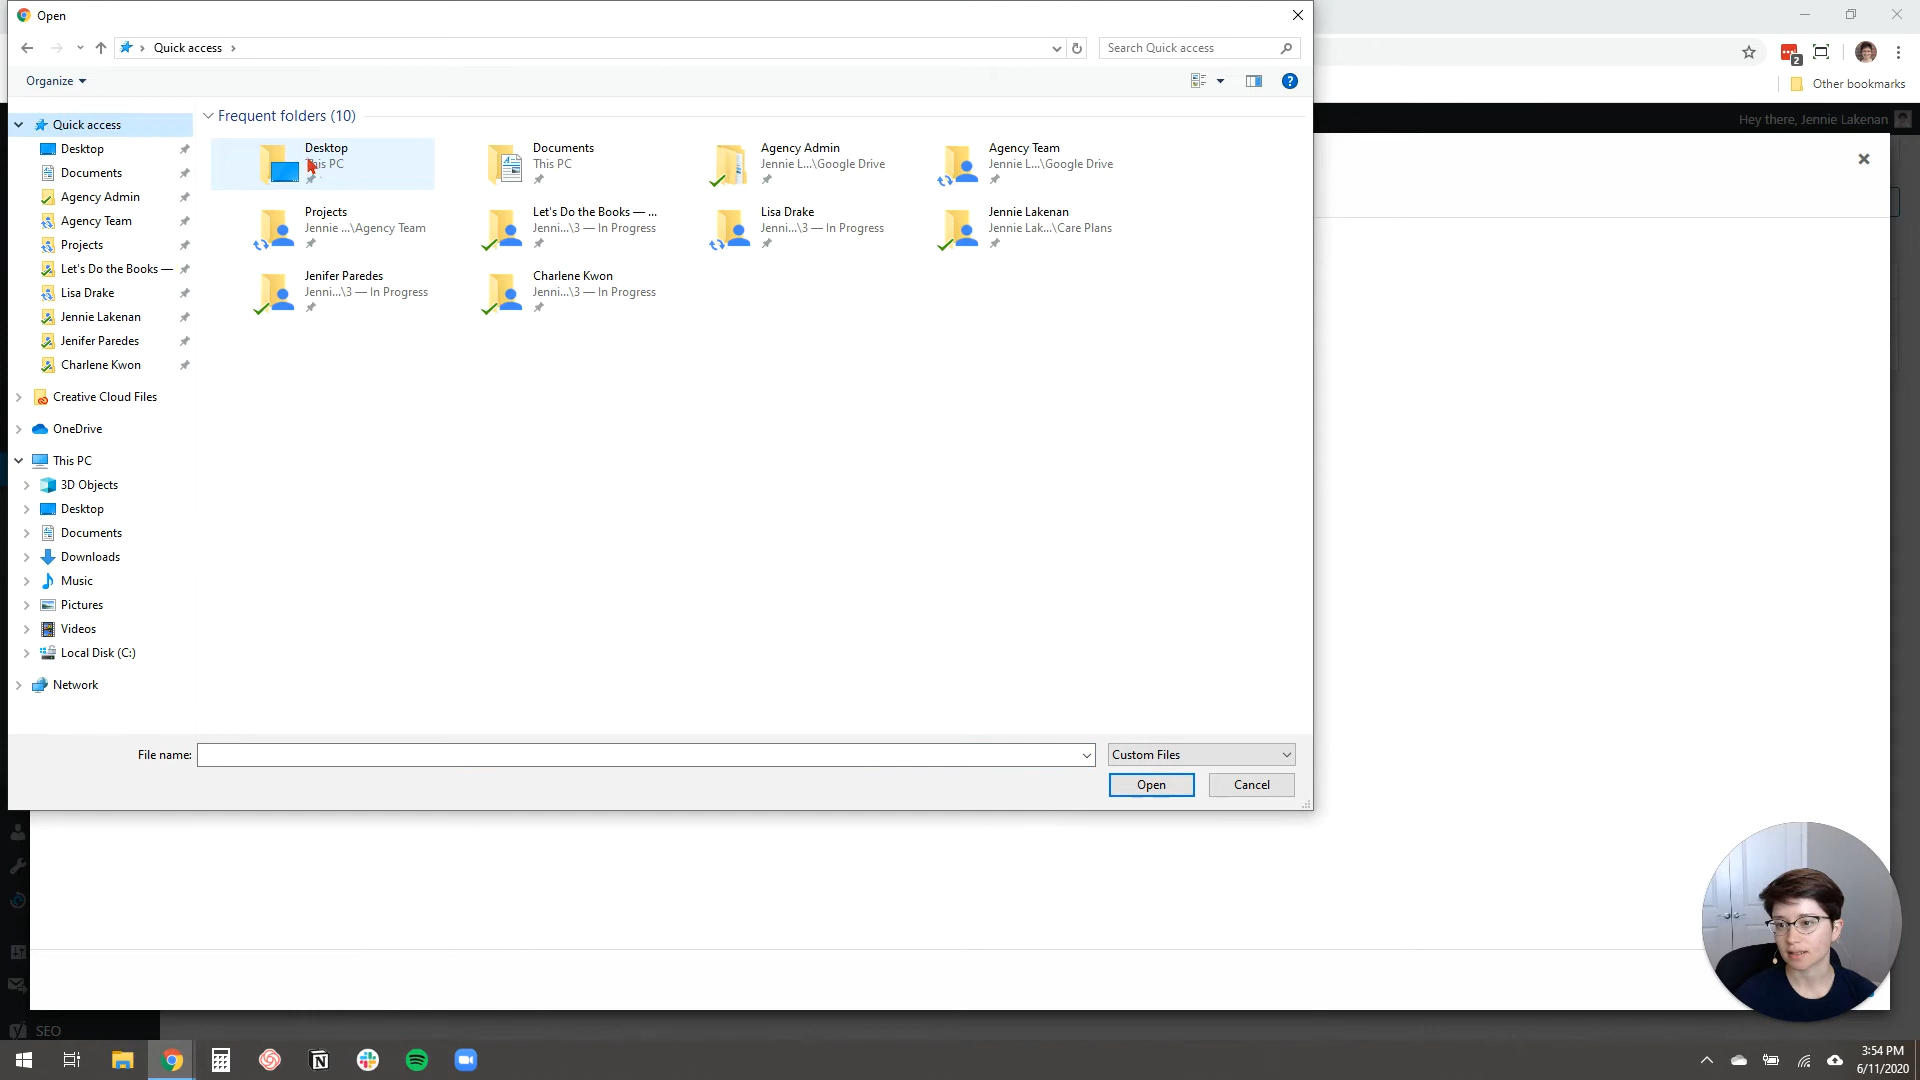 Open
Quick access
Search Quick access
Organize
?
2
Other bookmarks
Hey there, Jennie Lakenan
Quick access
Desktop
Documents
Agency Admin
Agency Team
Projects
Let's Do the Books —
Lisa Drake
Jennie Lakenan
Jenifer Paredes
Charlene Kwon
Creative Cloud Files
OneDrive
This PC
3D Objects
Desktop
Documents
Downloads
Music
Pictures
Videos
Local Disk (C:)
Network
Frequent folders (10)
Desktop
This PC
Documents
This PC
Agency Admin
Jennie L...\Google Drive
Agency Team
Jennie L...\Google Drive
Projects
Jennie ...\Agency Team
Let's Do the Books — ...
Jenni...\3 — In Progress
Lisa Drake
Jenni...\3 — In Progress
Jennie Lakenan
Jennie Lak...\Care Plans
Jenifer Paredes
Jenni...\3 — In Progress
Charlene Kwon
Jenni...\3 — In Progress
File name:
Custom Files
Open
Cancel
SEO
3:54 PM
6/11/2020